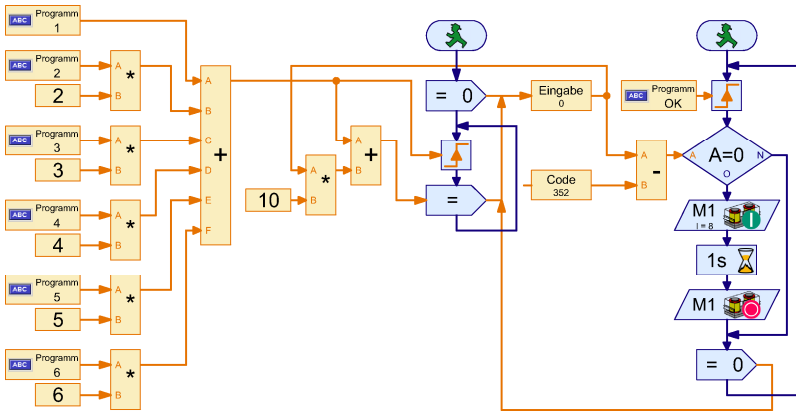 ABC Programm
1
ABC Programm
2
A
B
*
2
ABC Programm
3
A
B
*
3
ABC Programm
4
A
B
*
4
ABC Programm
5
A
B
*
5
ABC Programm
6
A
B
*
6
A
B
C
D
E
F
+
10
A
B
*
A
B
+
= 0
=
Eingabe
0
Code
352
A
B
-
ABC Programm
OK
A A=0 N
O
M1
I = 8
1s
M1
= 0